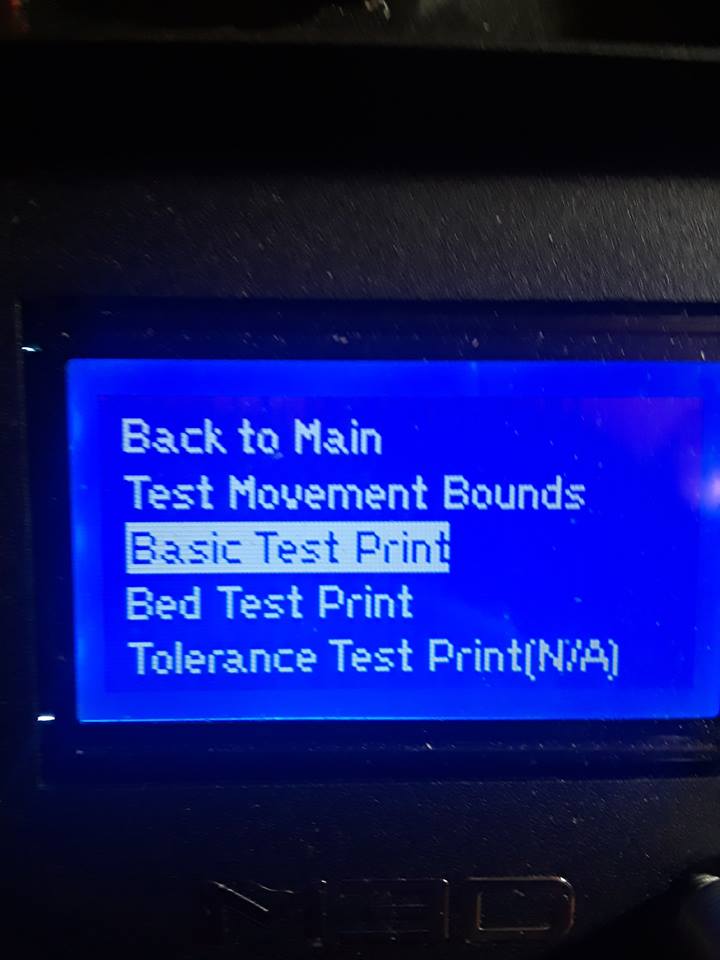 Back to Main
Test Movement Bounds
Basic Test Print
Bed Test Print
Tolerance Test Print(N/A)